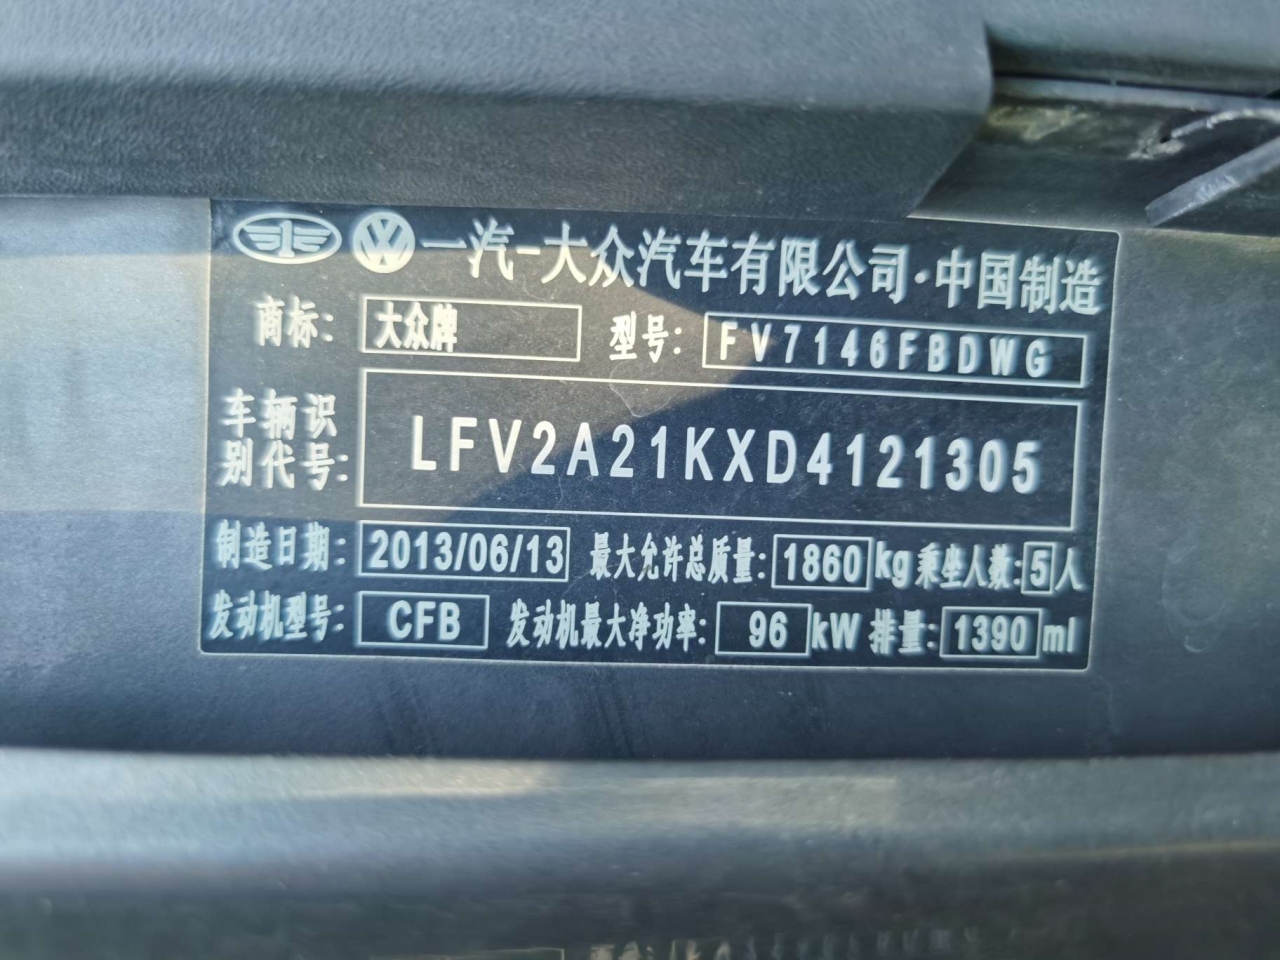 一汽-大众汽车有限公司·中国制造
商标: 大众牌 型号: FV7146FBDWG
车辆识别代号: LFV2A21KXD4121305
制造日期: 2013/06/13 最大允许总质量: 1860 kg 乘坐人数: 5 人
发动机型号: CFB 发动机最大净功率: 96 kW 排量: 1390 ml